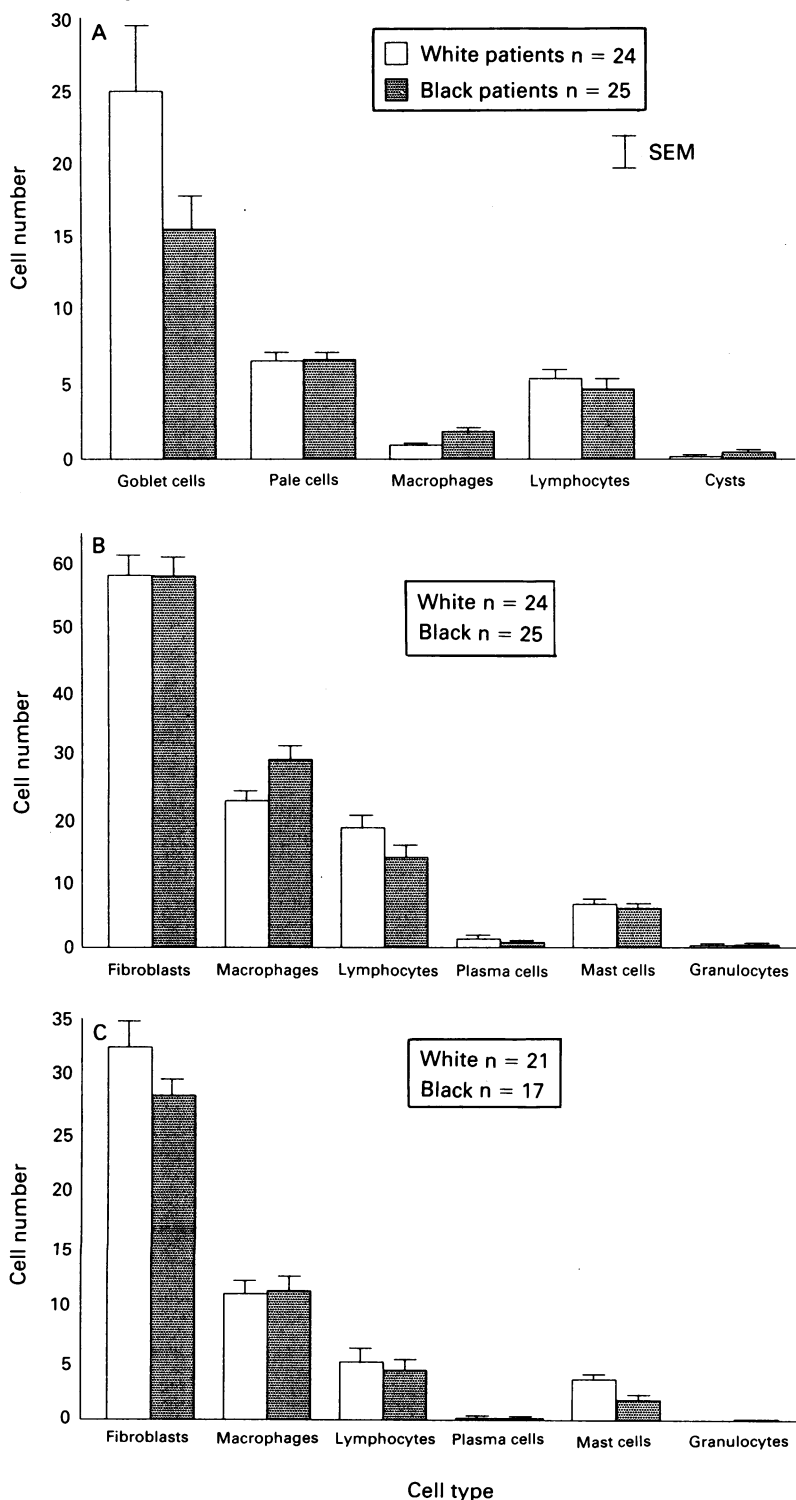 A
White patients n = 24
Black patients n = 25
SEM
Cell number
30
25
20
15
10
5
0
Goblet cells Pale cells Macrophages Lymphocytes Cysts
B
White n = 24
Black n = 25
Cell number
60
50
40
30
20
10
0
Fibroblasts Macrophages Lymphocytes Plasma cells Mast cells Granulocytes
C
White n = 21
Black n = 17
Cell number
35
30
25
20
15
10
5
0
Fibroblasts Macrophages Lymphocytes Plasma cells Mast cells Granulocytes
Cell type